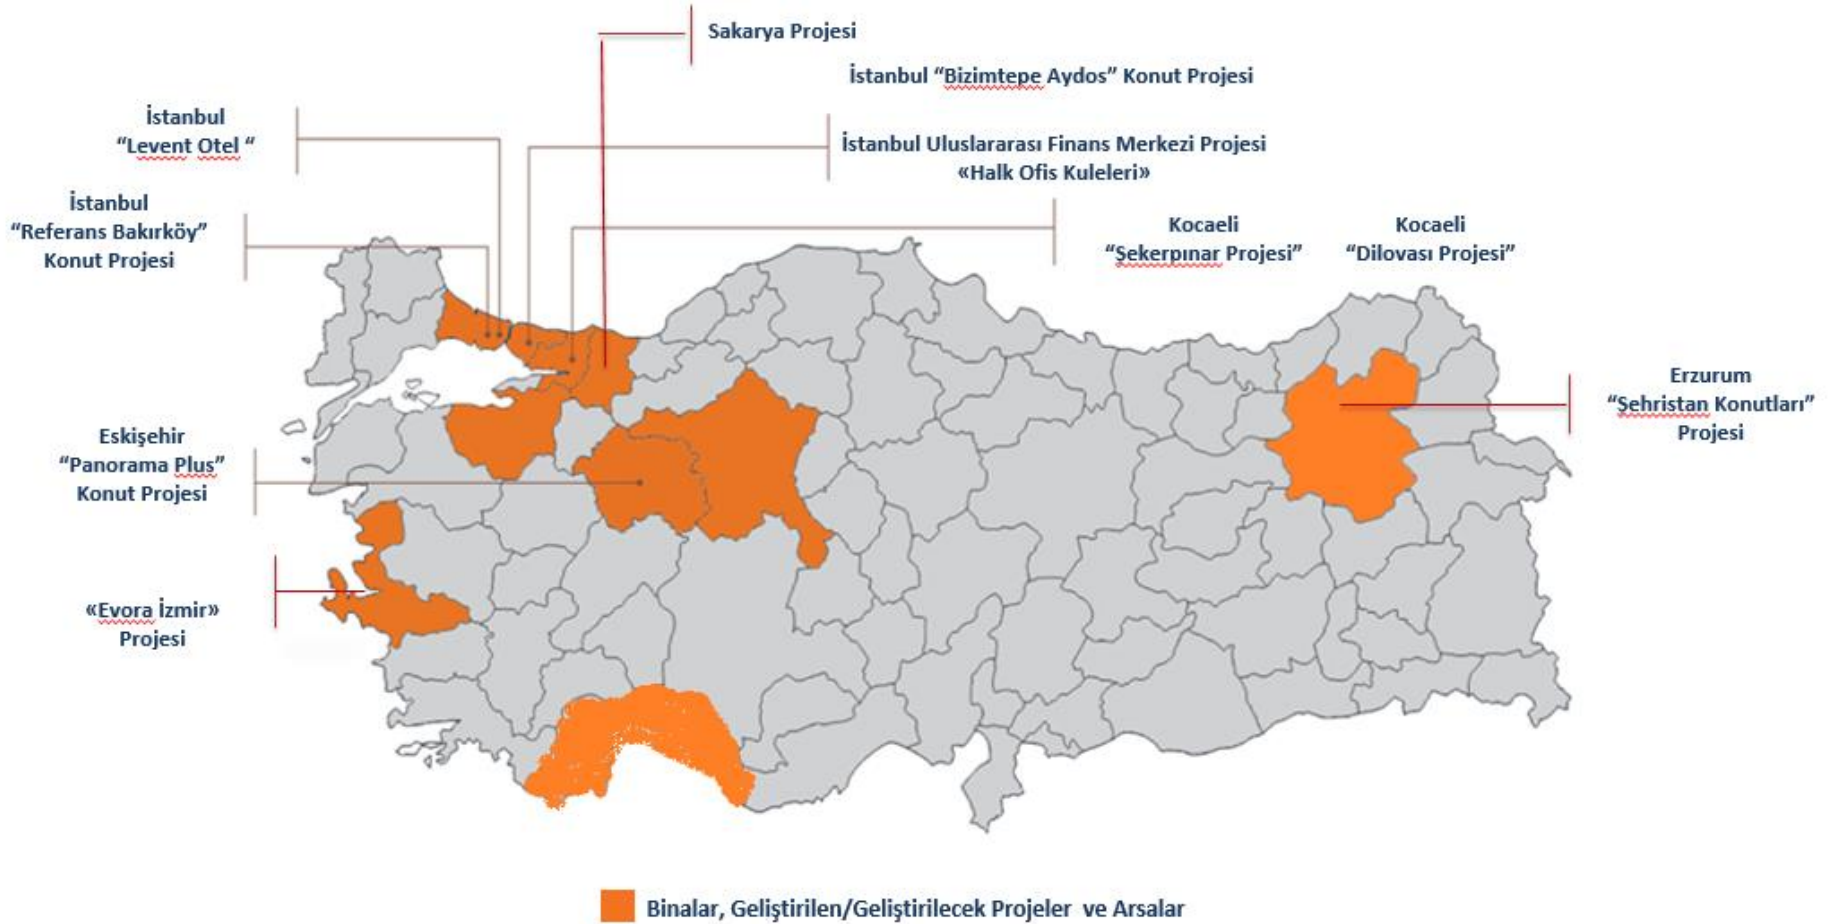 Sakarya Projesi
İstanbul “Bizimtepe Aydos” Konut Projesi
İstanbul
“Levent Otel “
İstanbul Uluslararası Finans Merkezi Projesi
«Halk Ofis Kuleleri»
İstanbul
“Referans Bakırköy”
Konut Projesi
Kocaeli
“Şekerpınar Projesi”
Kocaeli
“Dilovası Projesi”
Erzurum
“Şehristan Konutları”
Projesi
Eskişehir
“Panorama Plus”
Konut Projesi
«Evora İzmir»
Projesi
Binalar, Geliştirilen/Geliştirilecek Projeler ve Arsalar